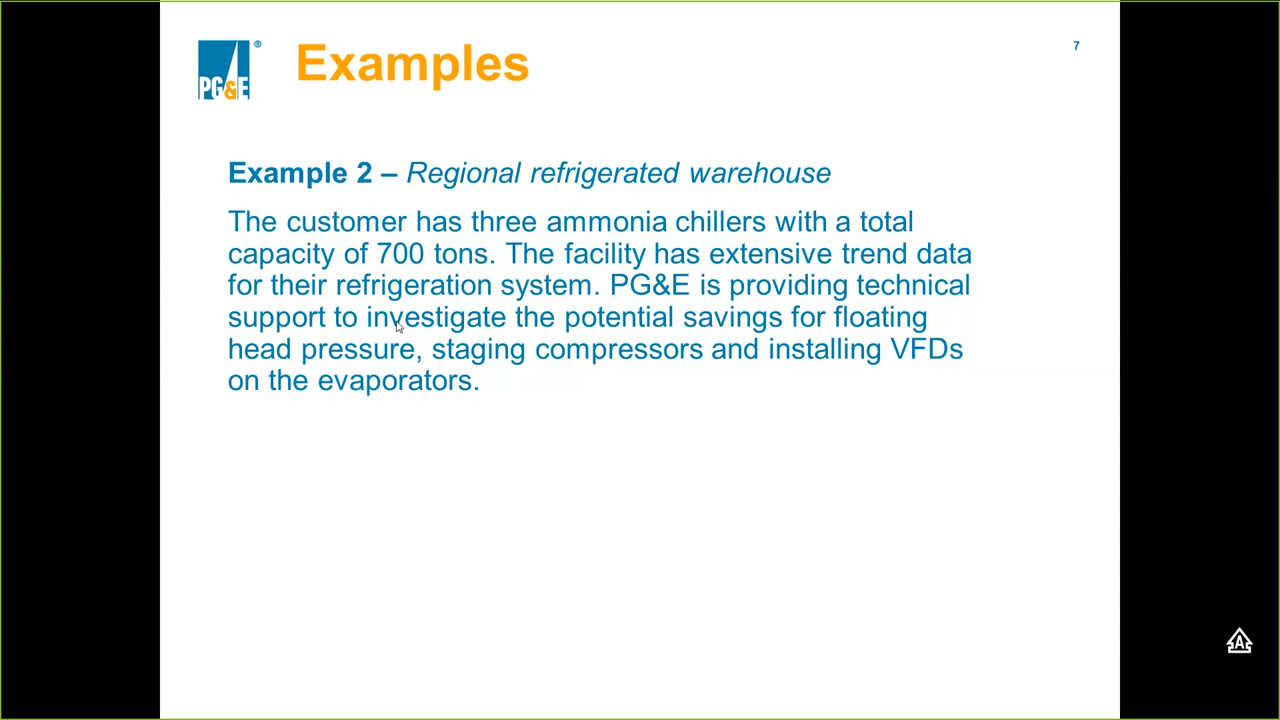 PG&E ®
Examples
7
Example 2 – Regional refrigerated warehouse
The customer has three ammonia chillers with a total
capacity of 700 tons. The facility has extensive trend data
for their refrigeration system. PG&E is providing technical
support to investigate the potential savings for floating
head pressure, staging compressors and installing VFDs
on the evaporators.
A